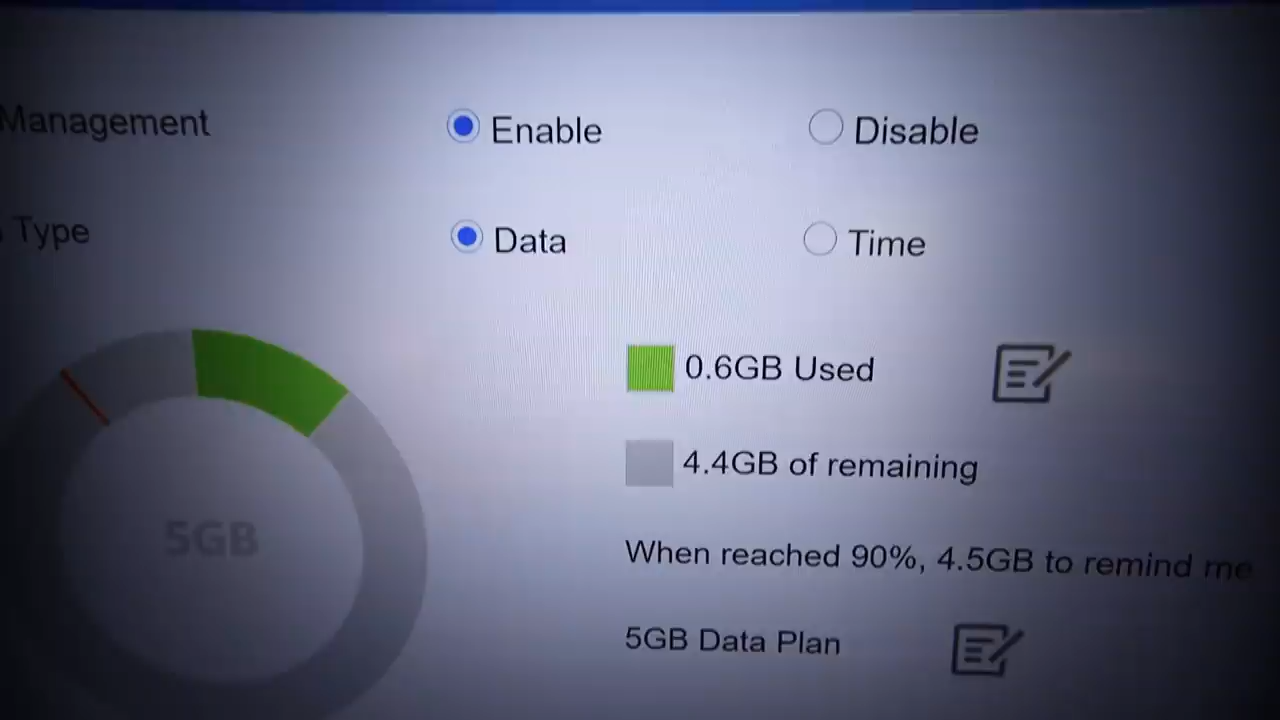 Management
Enable
Disable
Type
Data
Time
0.6GB Used
4.4GB of remaining
5GB
When reached 90%, 4.5GB to remind me
5GB Data Plan